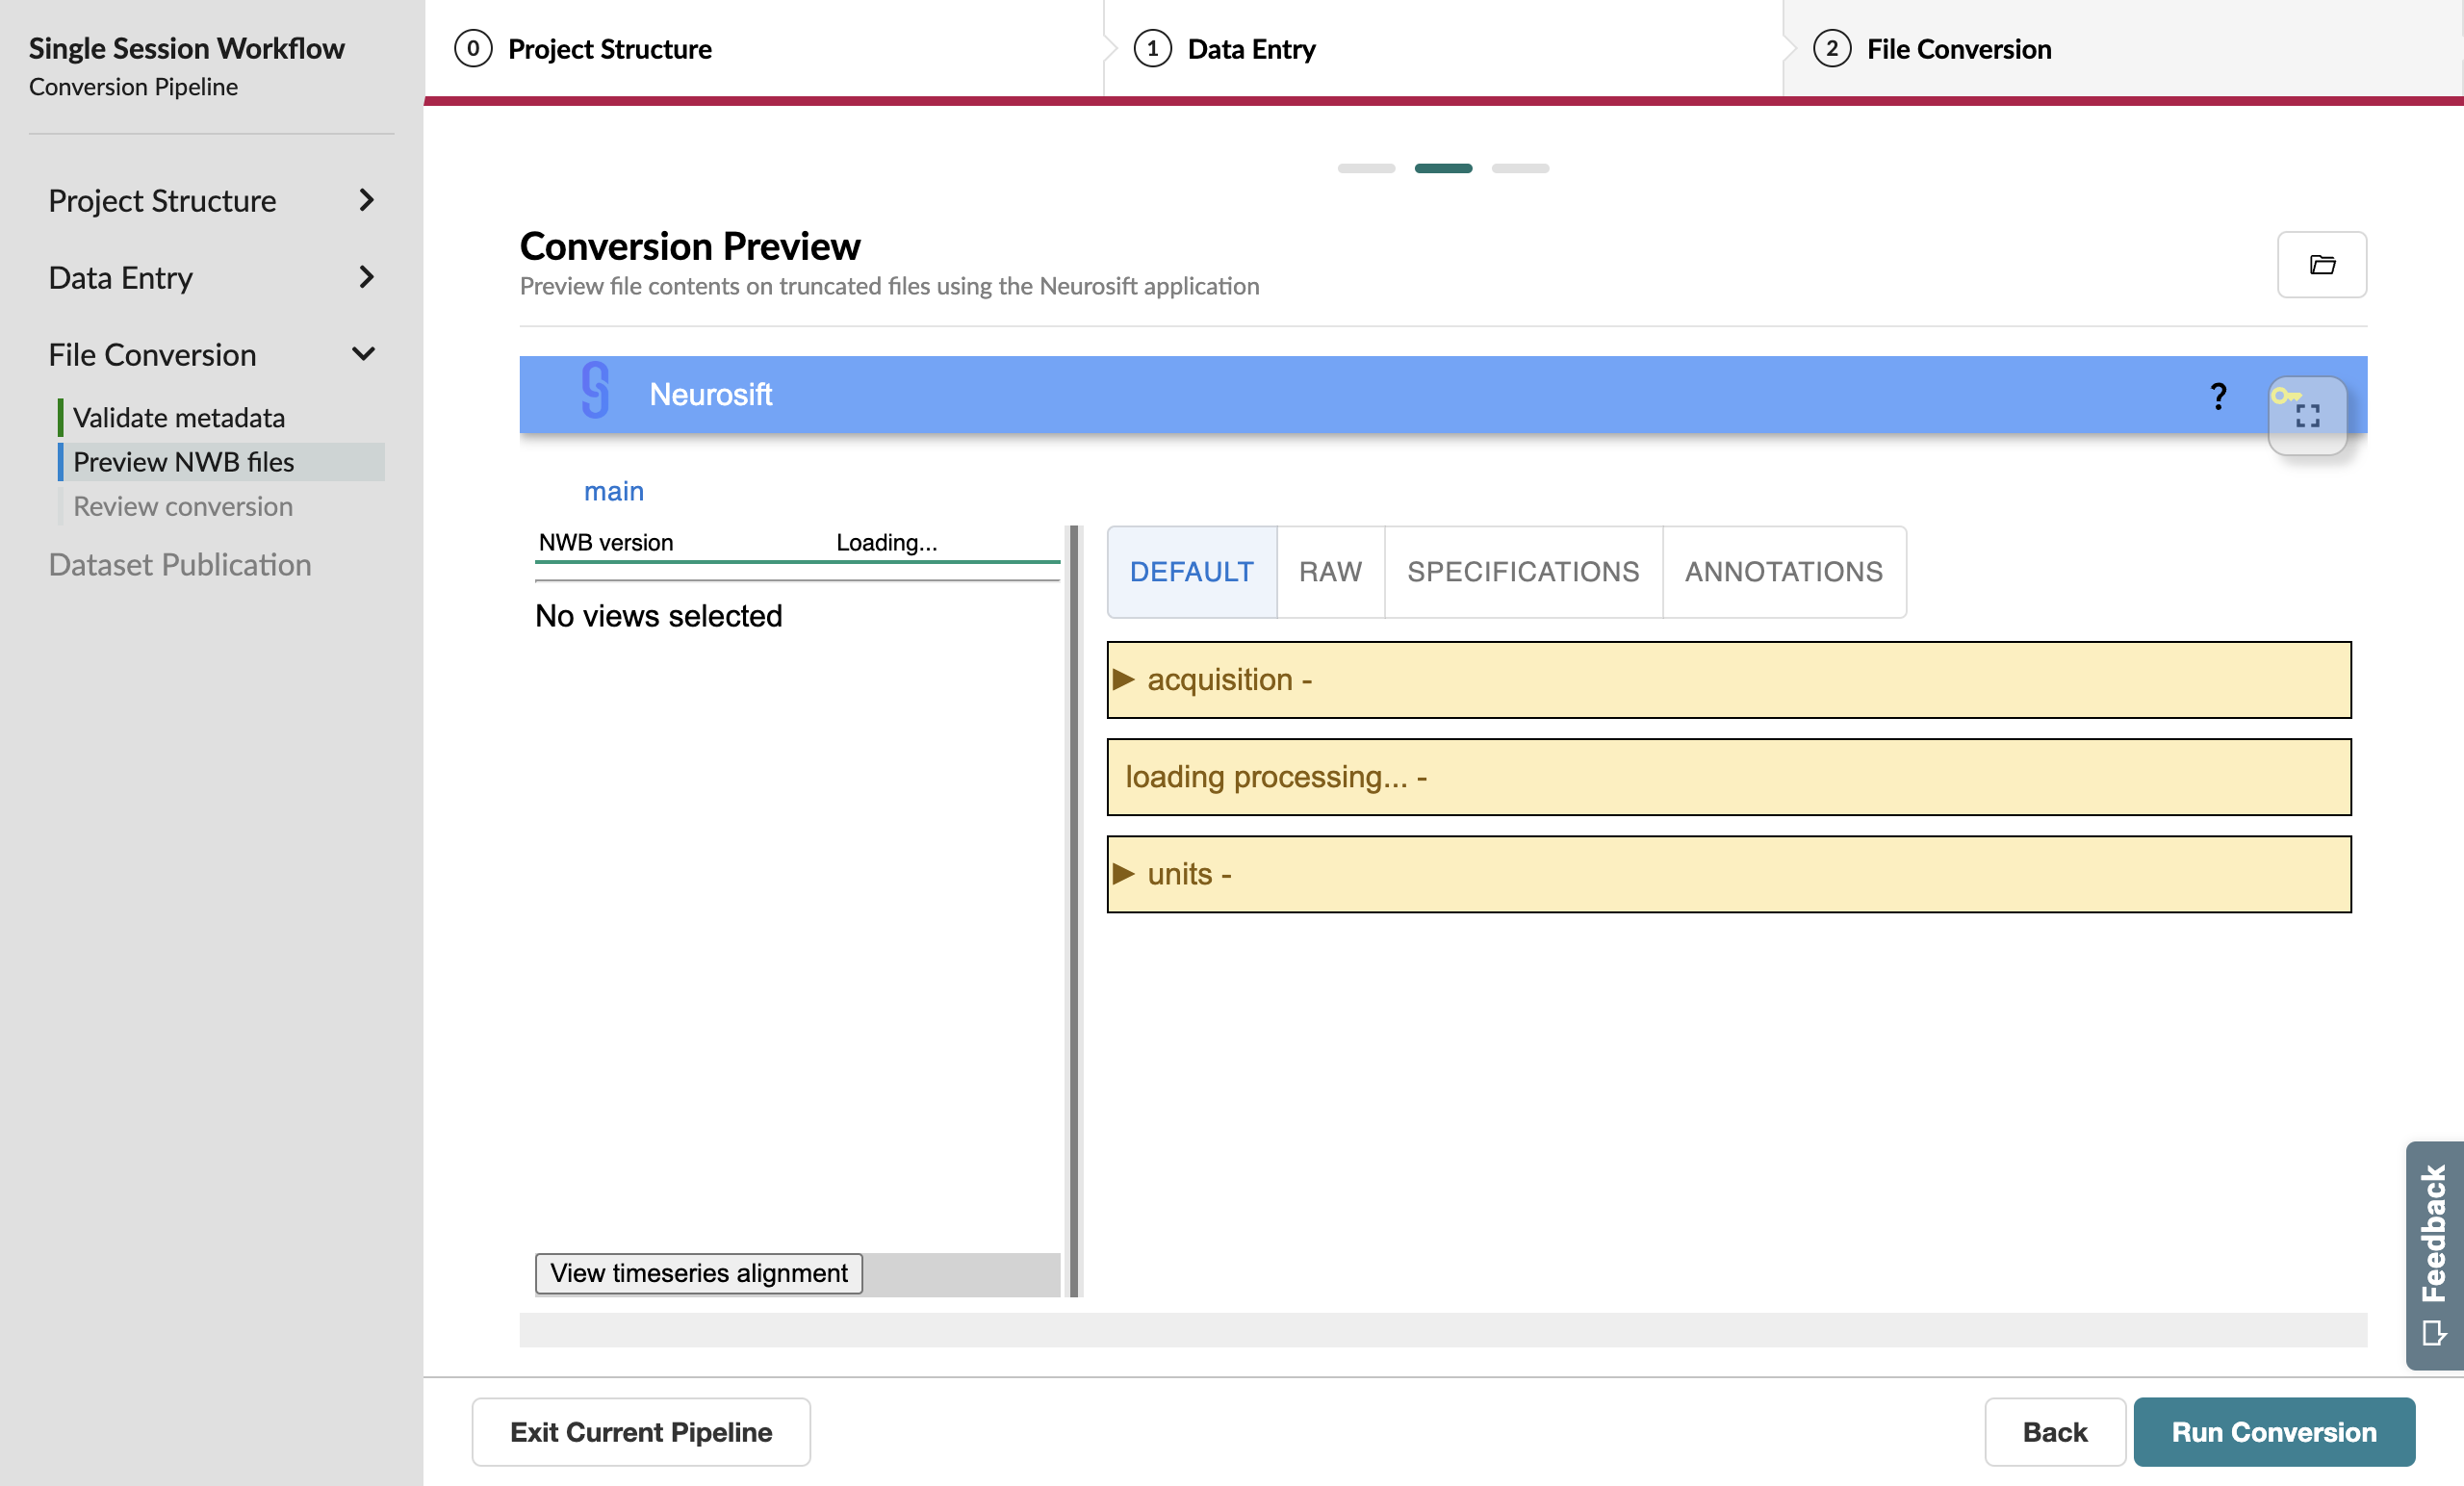 Single Session Workflow
Conversion Pipeline
Project Structure
Data Entry
File Conversion
Validate metadata
Preview NWB files
Review conversion
Dataset Publication
0 Project Structure
1 Data Entry
2 File Conversion
Conversion Preview
Preview file contents on truncated files using the Neurosift application
Neurosift
?
main
NWB version Loading...
No views selected
View timeseries alignment
DEFAULT RAW SPECIFICATIONS ANNOTATIONS
▶ acquisition -
loading processing... -
▶ units -
Feedback
Exit Current Pipeline
Back
Run Conversion